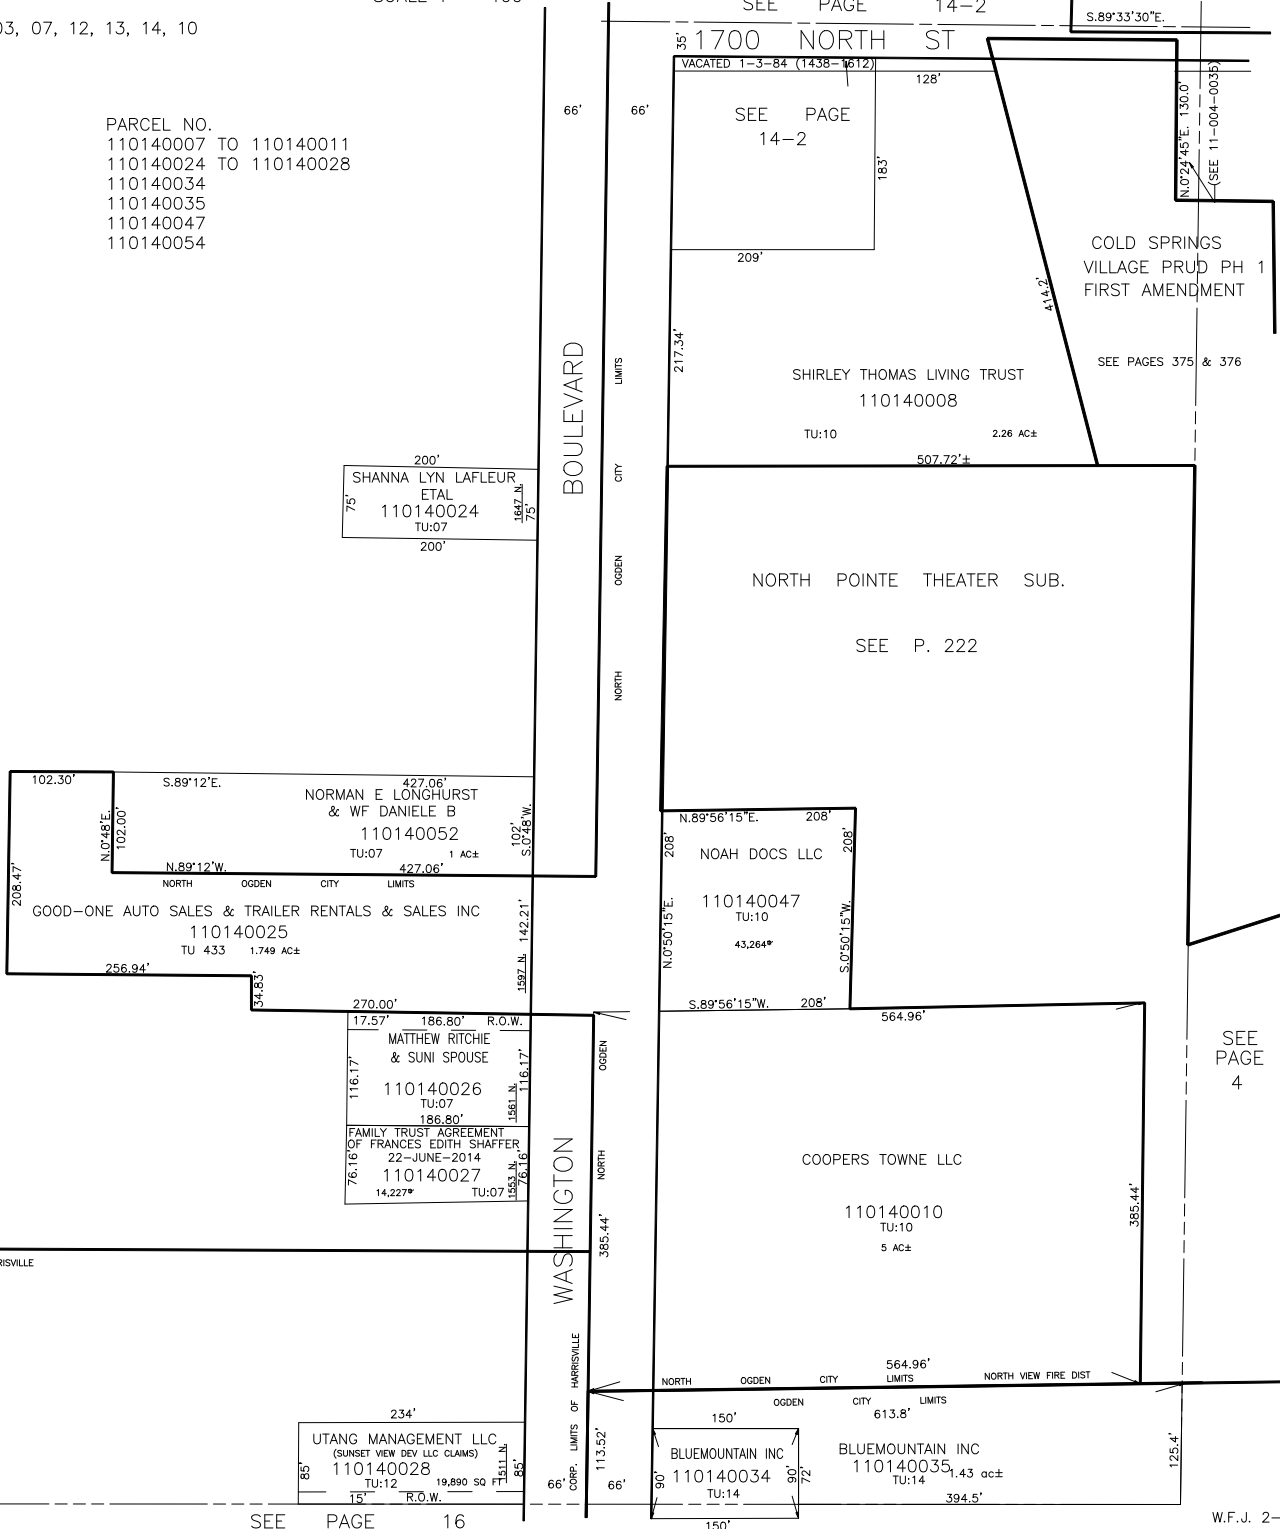 SEE PAGE 14-2
S.89°33'30"E.
03, 07, 12, 13, 14, 10
35'
1700 NORTH ST
VACATED 1-3-84 (1438-1612)
128'
66'
66'
SEE PAGE
14-2
183'
209'
N.0°24'45"E. 130.0'
(SEE 11-004-0035)
PARCEL NO.
110140007 TO 110140011
110140024 TO 110140028
110140034
110140035
110140047
110140054
COLD SPRINGS
VILLAGE PRUD PH 1
FIRST AMENDMENT
SEE PAGES 375 & 376
414.2'
217.34'
SHIRLEY THOMAS LIVING TRUST
110140008
TU:10
2.26 AC±
507.72'±
BOULEVARD
NORTH OGDEN CITY LIMITS
200'
SHANNA LYN LAFLEUR
ETAL
110140024
TU:07
75'
1647 N.
75'
200'
NORTH POINTE THEATER SUB.
SEE P. 222
102.30'
S.89°12'E.
427.06'
NORMAN E LONGHURST
& WF DANIELE B
110140052
TU:07
1 AC±
N.0°48'E.
102.00'
102'
S.0°48'W.
N.89°12'W.
427.06'
NORTH OGDEN CITY LIMITS
208.47'
GOOD-ONE AUTO SALES & TRAILER RENTALS & SALES INC
110140025
TU 433
1.749 AC±
1597 N.
142.21'
256.94'
34.83'
270.00'
N.89°56'15"E.
208'
208'
208'
NOAH DOCS LLC
110140047
TU:10
43,264
N.0°50'15"E.
S.0°50'15"W.
S.89°56'15"W.
208'
564.96'
17.57'
186.80'
R.O.W.
MATTHEW RITCHIE
& SUNI SPOUSE
110140026
TU:07
116.17'
116.17'
1561 N.
186.80'
FAMILY TRUST AGREEMENT
OF FRANCES EDITH SHAFFER
22-JUNE-2014
110140027
14,227
TU:07
76.16'
76.16'
1553 N.
NORTH OGDEN
WASHINGTON
385.44'
COOPERS TOWNE LLC
110140010
TU:10
5 AC±
385.44'
564.96'
SEE
PAGE
4
RISVILLE
NORTH OGDEN CITY LIMITS
NORTH VIEW FIRE DIST
OGDEN CITY LIMITS
613.8'
CORP. LIMITS OF HARRISVILLE
234'
UTANG MANAGEMENT LLC
(SUNSET VIEW DEV LLC CLAIMS)
110140028
TU:12
19,890 SQ FT
85'
85'
1511 N.
15'
R.O.W.
66'
66'
113.52'
150'
BLUEMOUNTAIN INC
110140034
TU:14
90'
90'
72'
150'
BLUEMOUNTAIN INC
110140035
TU:14
1.43 ac±
394.5'
125.4'
SEE PAGE 16
W.F.J. 2-